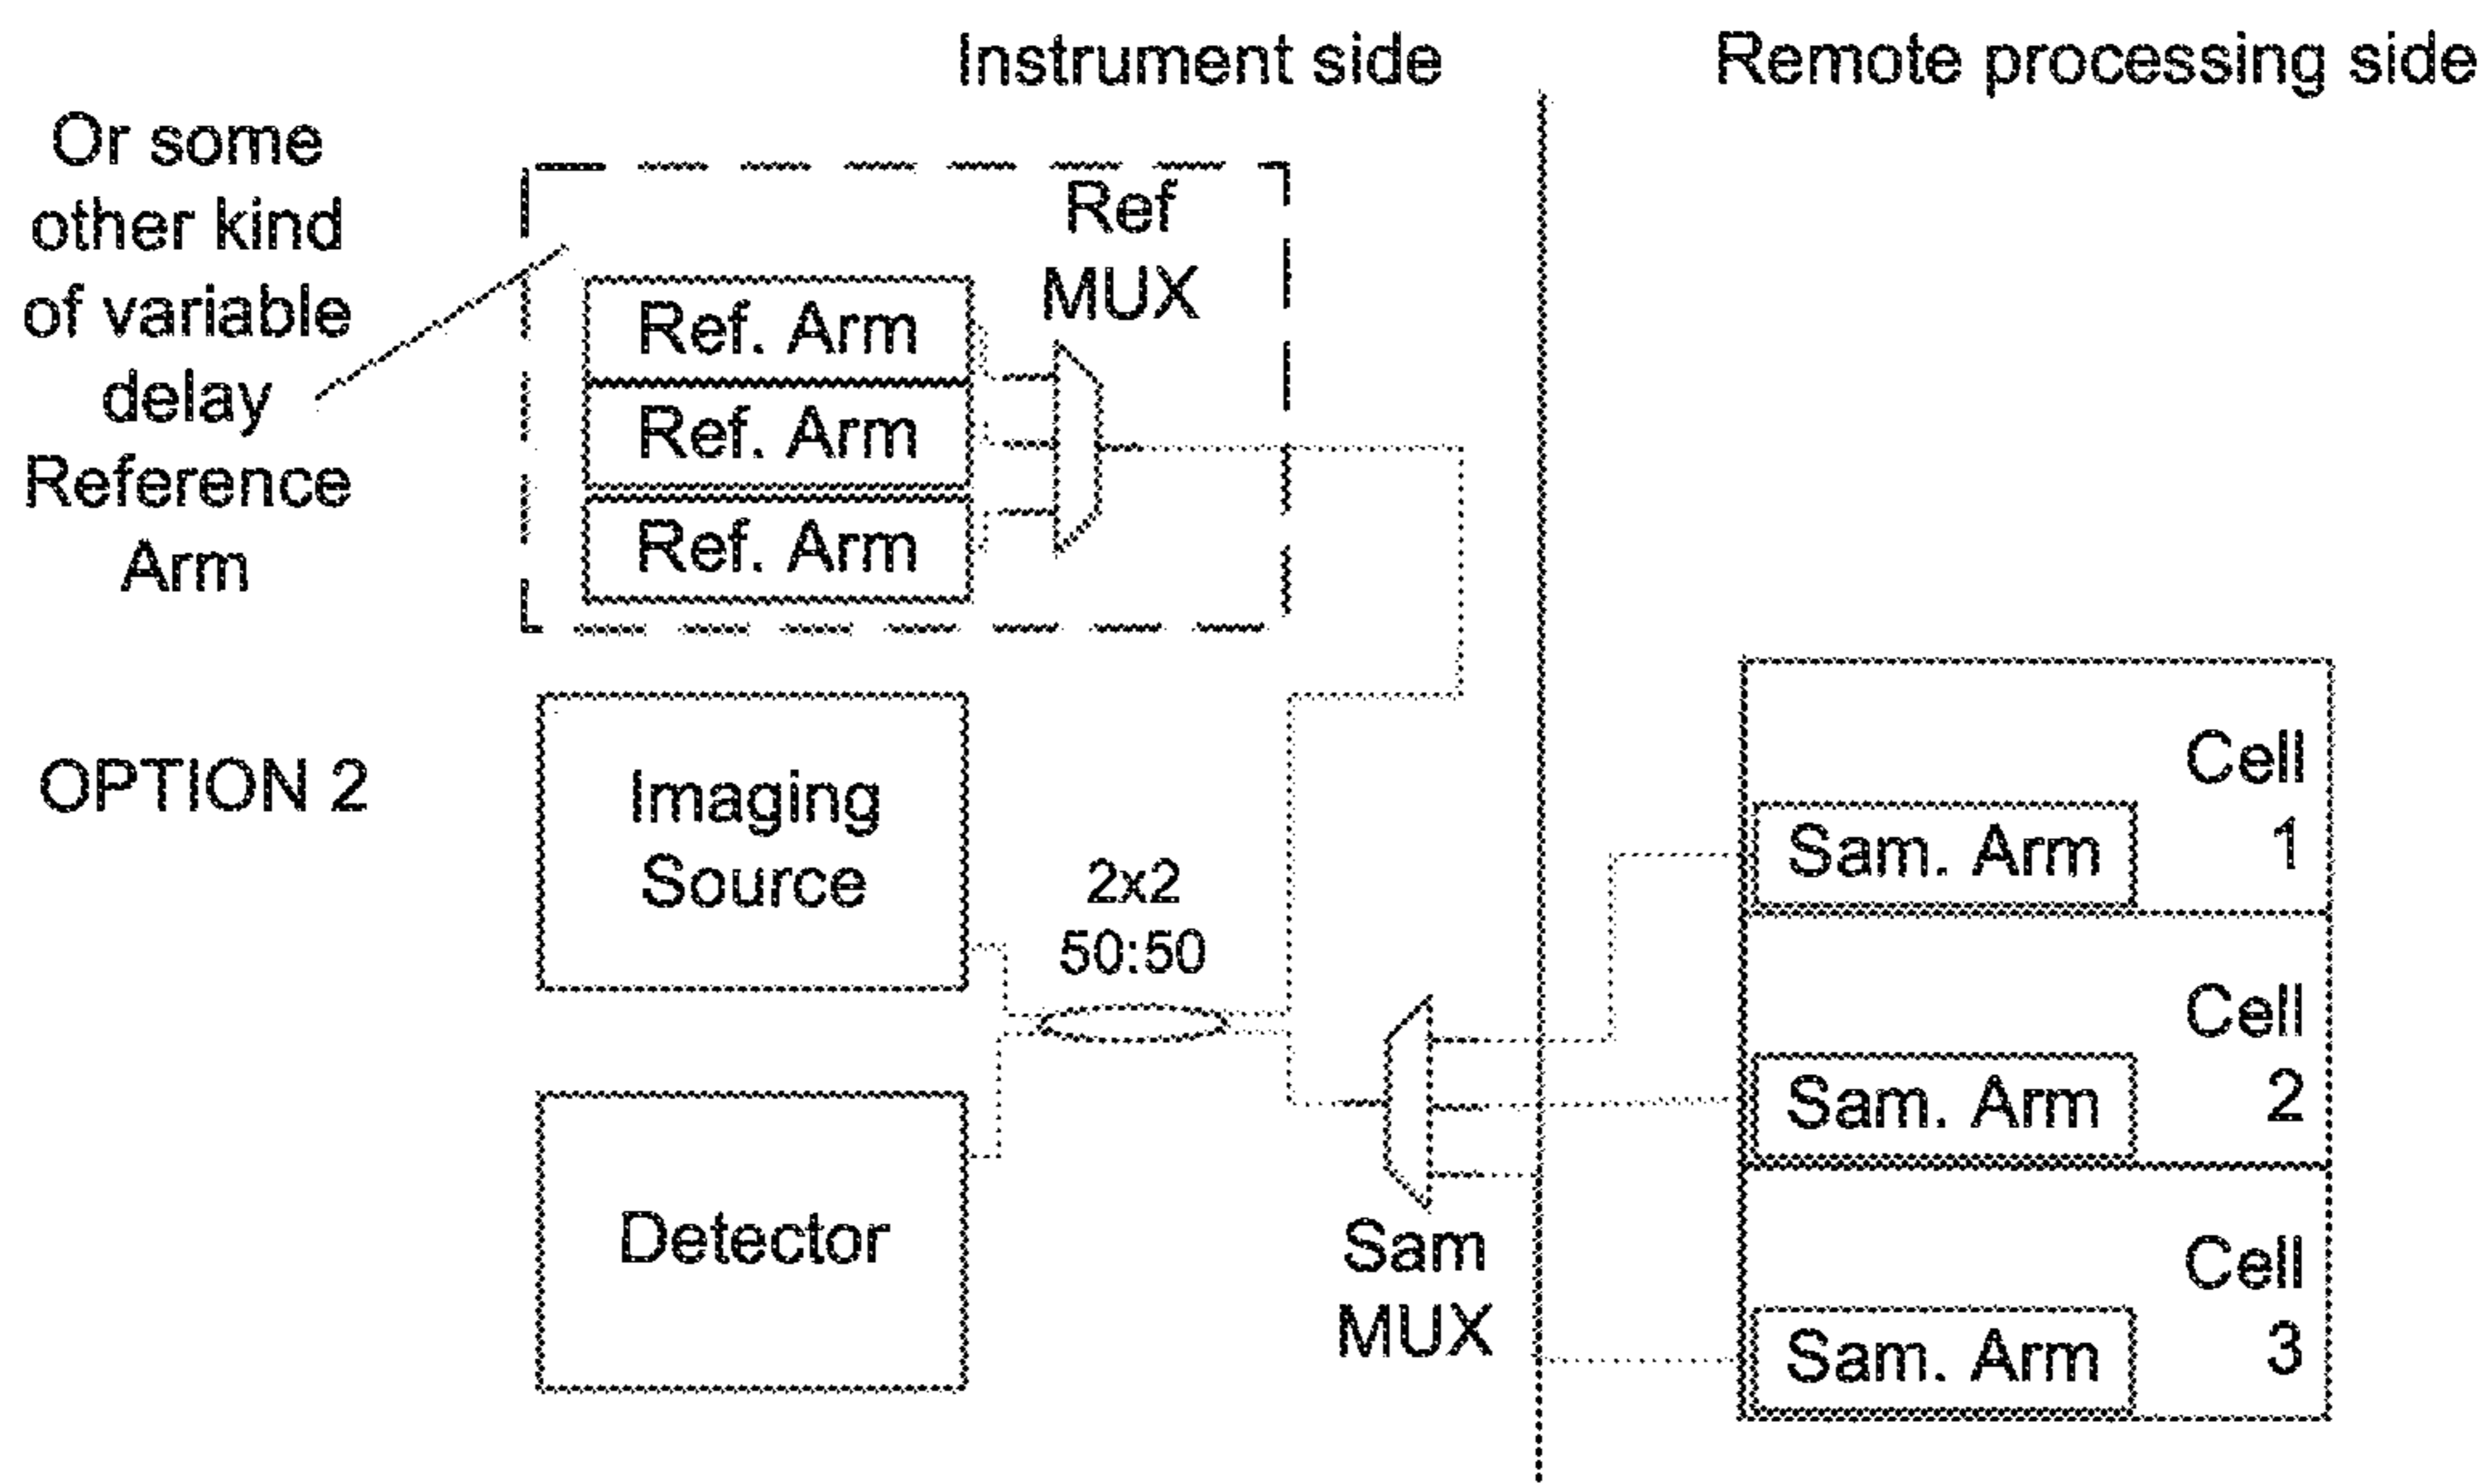 Instrument side
Remote processing side
Or some
other kind
of variable
delay
Reference
Arm
Ref
MUX
Ref. Arm
Ref. Arm
Ref. Arm
OPTION 2
Imaging
Source
2x2
50:50
Detector
Sam
MUX
Cell
1
Sam. Arm
Cell
2
Sam. Arm
Cell
3
Sam. Arm